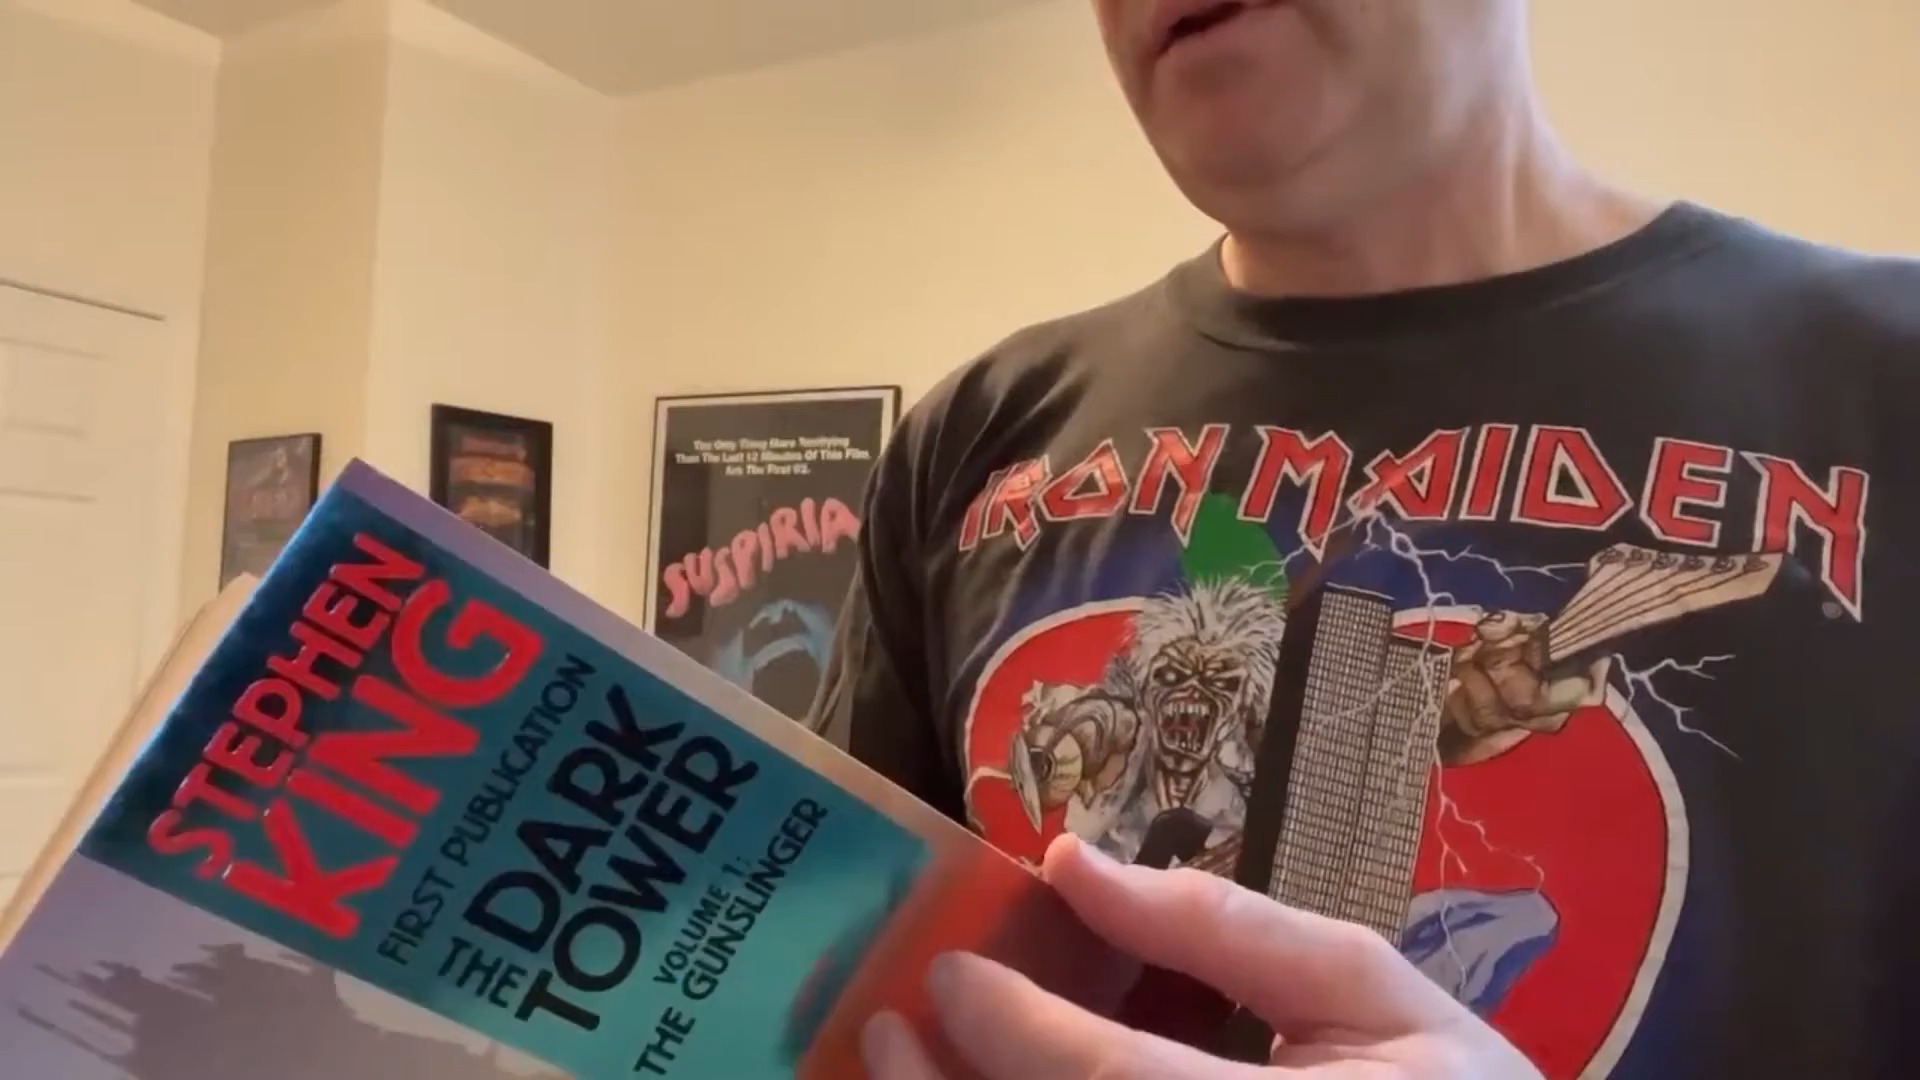 The Only Thing More Terrifying
Than The Last 12 Minutes Of This Film
Are The First 92.
SUSPIRIA
IRON MAIDEN
STEPHEN
KING
FIRST PUBLICATION
THE DARK
TOWER
VOLUME 1:
THE GUNSLINGER